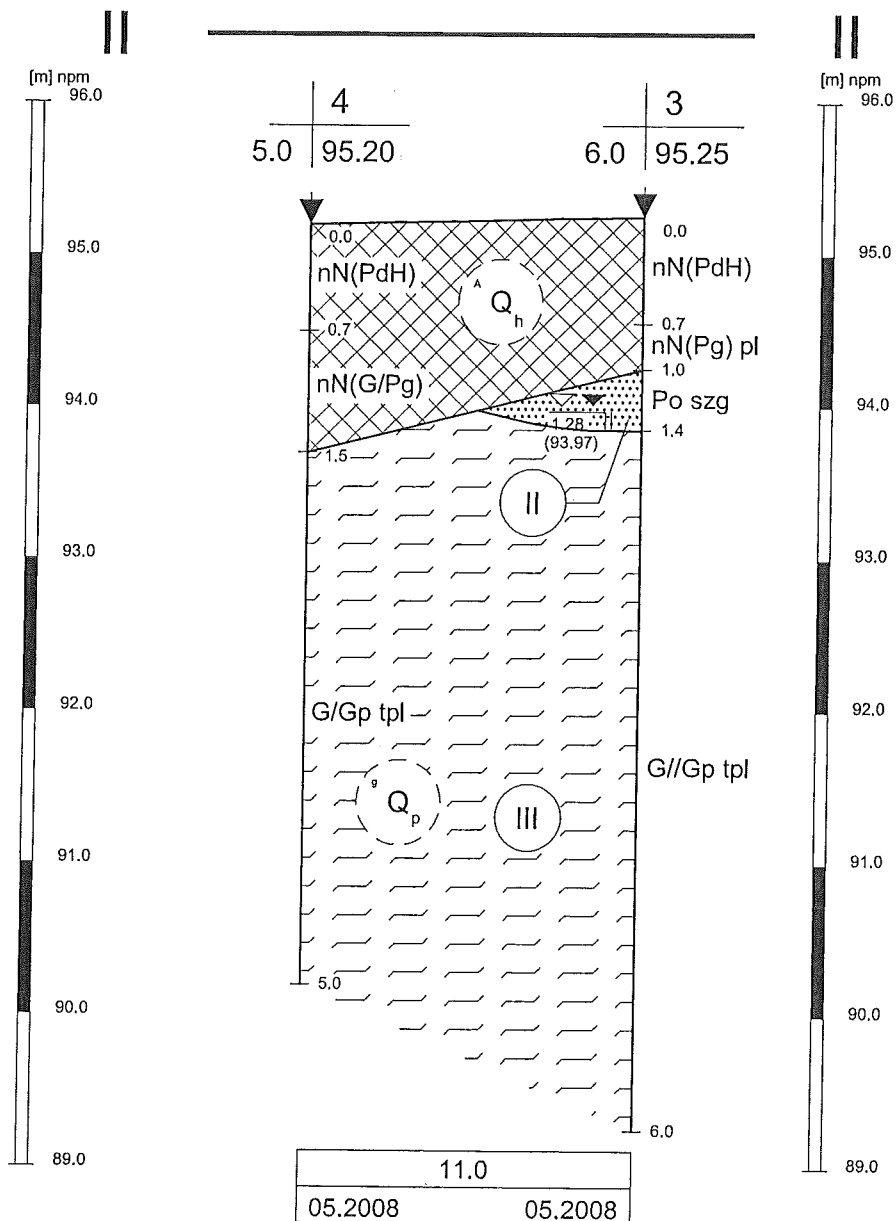 II II
[m] npm [m] npm
96.0 96.0
4 3
5.0 95.20 6.0 95.25
0.0 0.0
95.0 95.0
nN(PdH) nN(PdH)
A Q h
0.7 0.7
nN(Pg) pl
nN(G/Pg)
1.0
94.0 94.0
Po szg
1.28
(93.97)
1.4
1.5
II
93.0 93.0
92.0 92.0
G/Gp tpl
G//Gp tpl
g Q p
III
91.0 91.0
5.0
90.0 90.0
6.0
89.0 89.0
11.0
05.2008 05.2008